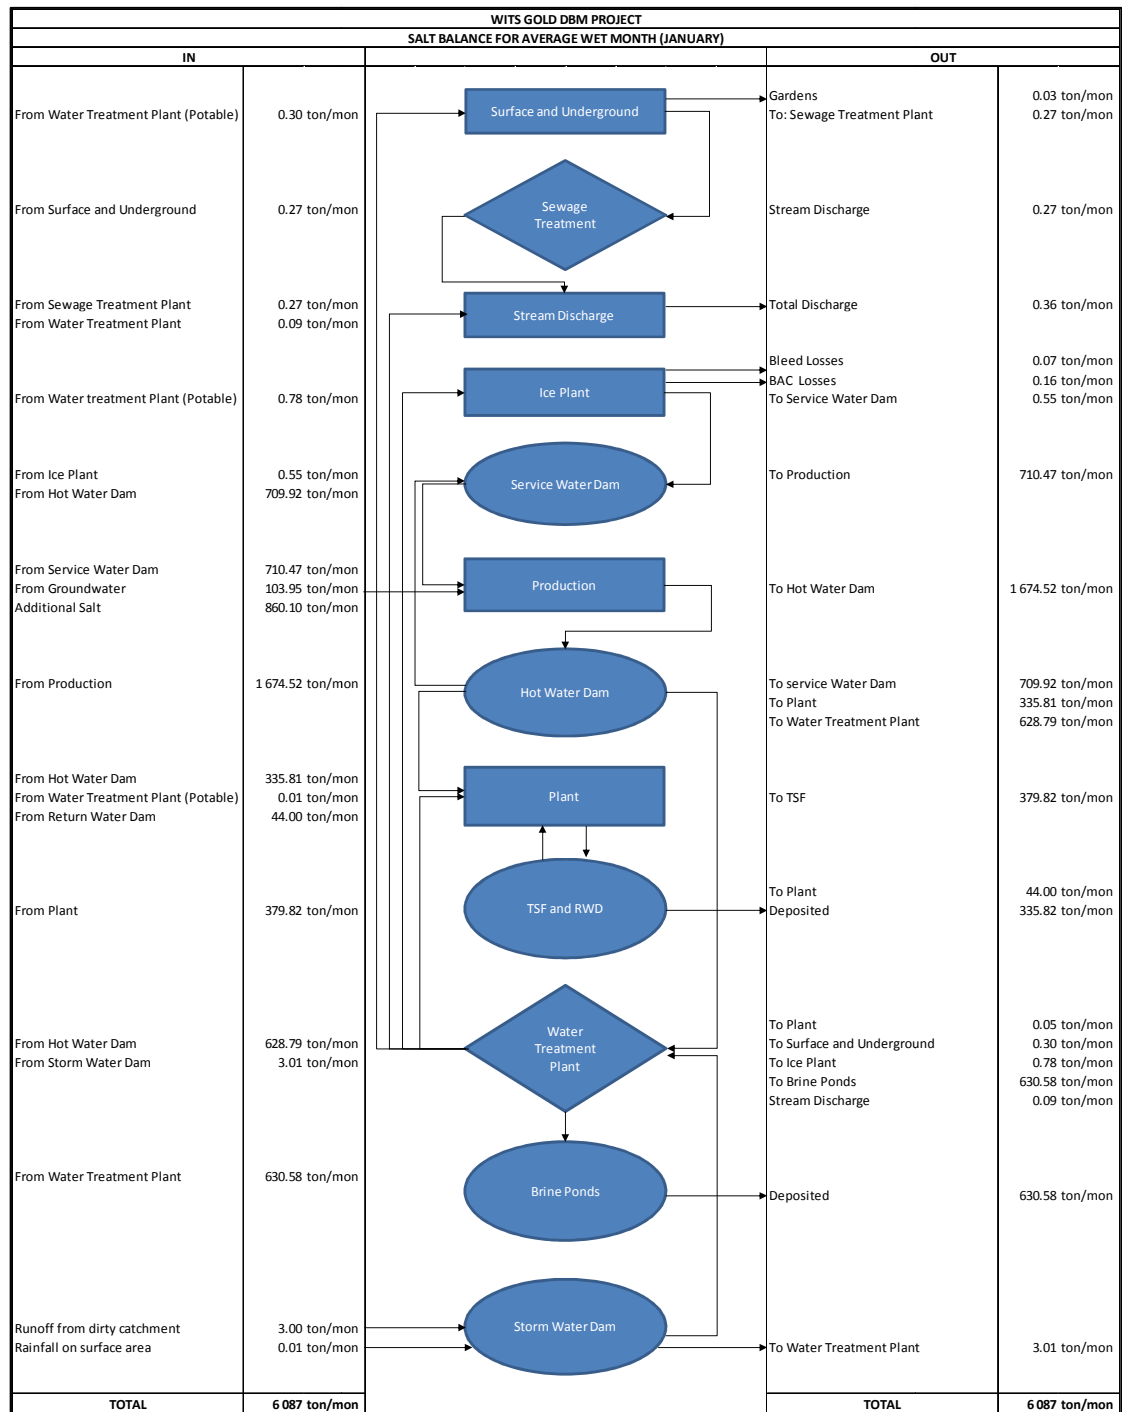 WITS GOLD DBM PROJECT
SALT BALANCE FOR AVERAGE WET MONTH (JANUARY)
IN OUT
Gardens 0.03 ton/mon
From Water Treatment Plant (Potable) 0.30 ton/mon Surface and Underground To: Sewage Treatment Plant 0.27 ton/mon
From Surface and Underground 0.27 ton/mon Sewage Stream Discharge 0.27 ton/mon
Treatment
From Sewage Treatment Plant 0.27 ton/mon Total Discharge 0.36 ton/mon
From Water Treatment Plant 0.09 ton/mon Stream Discharge
Bleed Losses 0.07 ton/mon
BAC Losses 0.16 ton/mon
From Water treatment Plant (Potable) 0.78 ton/mon Ice Plant To Service Water Dam 0.55 ton/mon
From Ice Plant 0.55 ton/mon To Production 710.47 ton/mon
From Hot Water Dam 709.92 ton/mon Service Water Dam
From Service Water Dam 710.47 ton/mon
From Groundwater 103.95 ton/mon Production To Hot Water Dam 1 674.52 ton/mon
Additional Salt 860.10 ton/mon
From Production 1 674.52 ton/mon Hot Water Dam To service Water Dam 709.92 ton/mon
To Plant 335.81 ton/mon
To Water Treatment Plant 628.79 ton/mon
From Hot Water Dam 335.81 ton/mon
From Water Treatment Plant (Potable) 0.01 ton/mon Plant To TSF 379.82 ton/mon
From Return Water Dam 44.00 ton/mon
To Plant 44.00 ton/mon
From Plant 379.82 ton/mon TSF and RWD Deposited 335.82 ton/mon
To Plant 0.05 ton/mon
From Hot Water Dam 628.79 ton/mon Water To Surface and Underground 0.30 ton/mon
From Storm Water Dam 3.01 ton/mon Treatment To Ice Plant 0.78 ton/mon
Plant To Brine Ponds 630.58 ton/mon
Stream Discharge 0.09 ton/mon
From Water Treatment Plant 630.58 ton/mon
Brine Ponds Deposited 630.58 ton/mon
Runoff from dirty catchment 3.00 ton/mon Storm Water Dam
Rainfall on surface area 0.01 ton/mon To Water Treatment Plant 3.01 ton/mon
TOTAL 6 087 ton/mon TOTAL 6 087 ton/mon